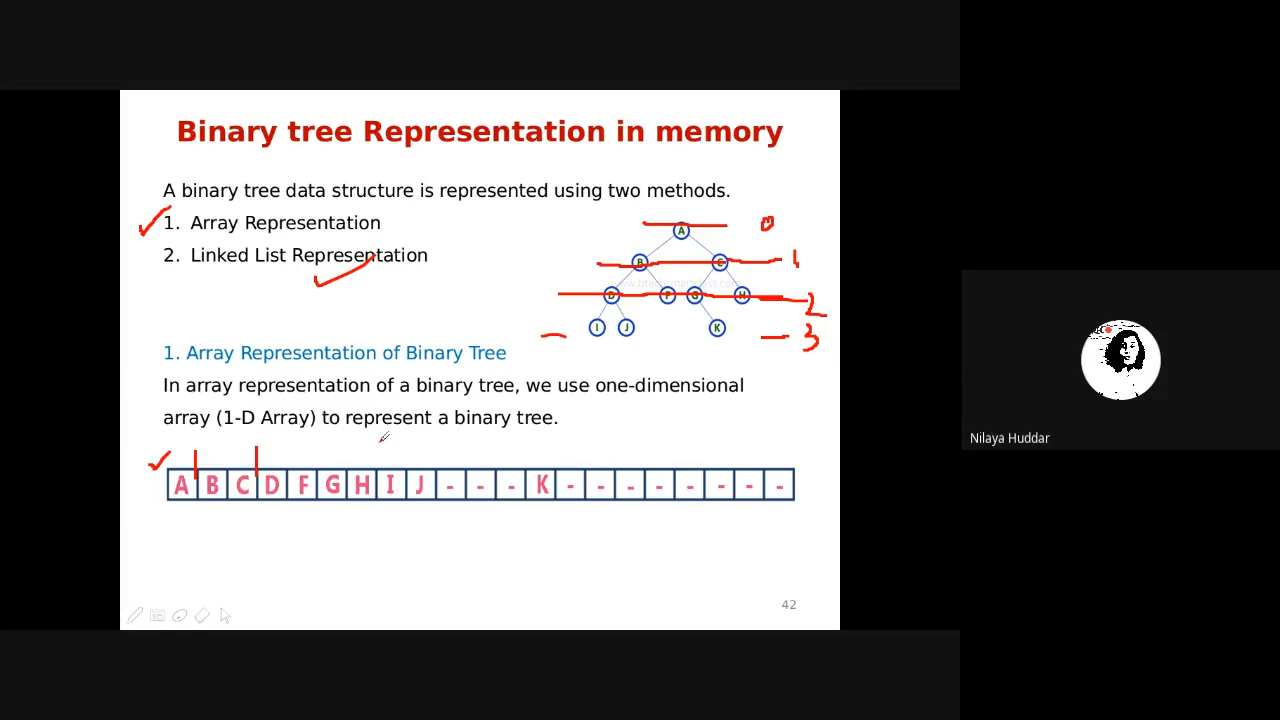 Binary tree Representation in memory
A binary tree data structure is represented using two methods.
1. Array Representation
2. Linked List Representation
A
0
B C
1
D F G H
2
I J K
3
1. Array Representation of Binary Tree
In array representation of a binary tree, we use one-dimensional
array (1-D Array) to represent a binary tree.
A B C D F G H I J - - - K - - - - - - - -
42
Nilaya Huddar